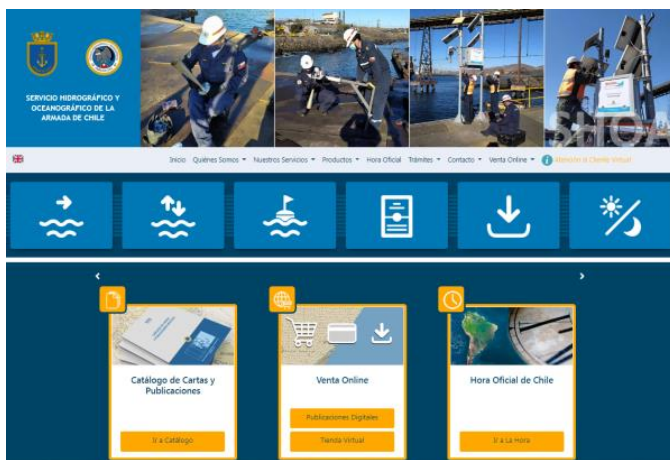 SERVICIO HIDROGRÁFICO Y
OCEANOGRÁFICO DE LA
ARMADA DE CHILE
SHOA
Inicio Quiénes Somos Nuestros Servicios Productos Hora Oficial Trámites Contacto Venta Online Atención al Cliente Virtual
Catálogo de Cartas y
Publicaciones
Ir a Catálogo
Venta Online
Publicaciones Digitales
Tienda Virtual
Hora Oficial de Chile
Ir a La Hora